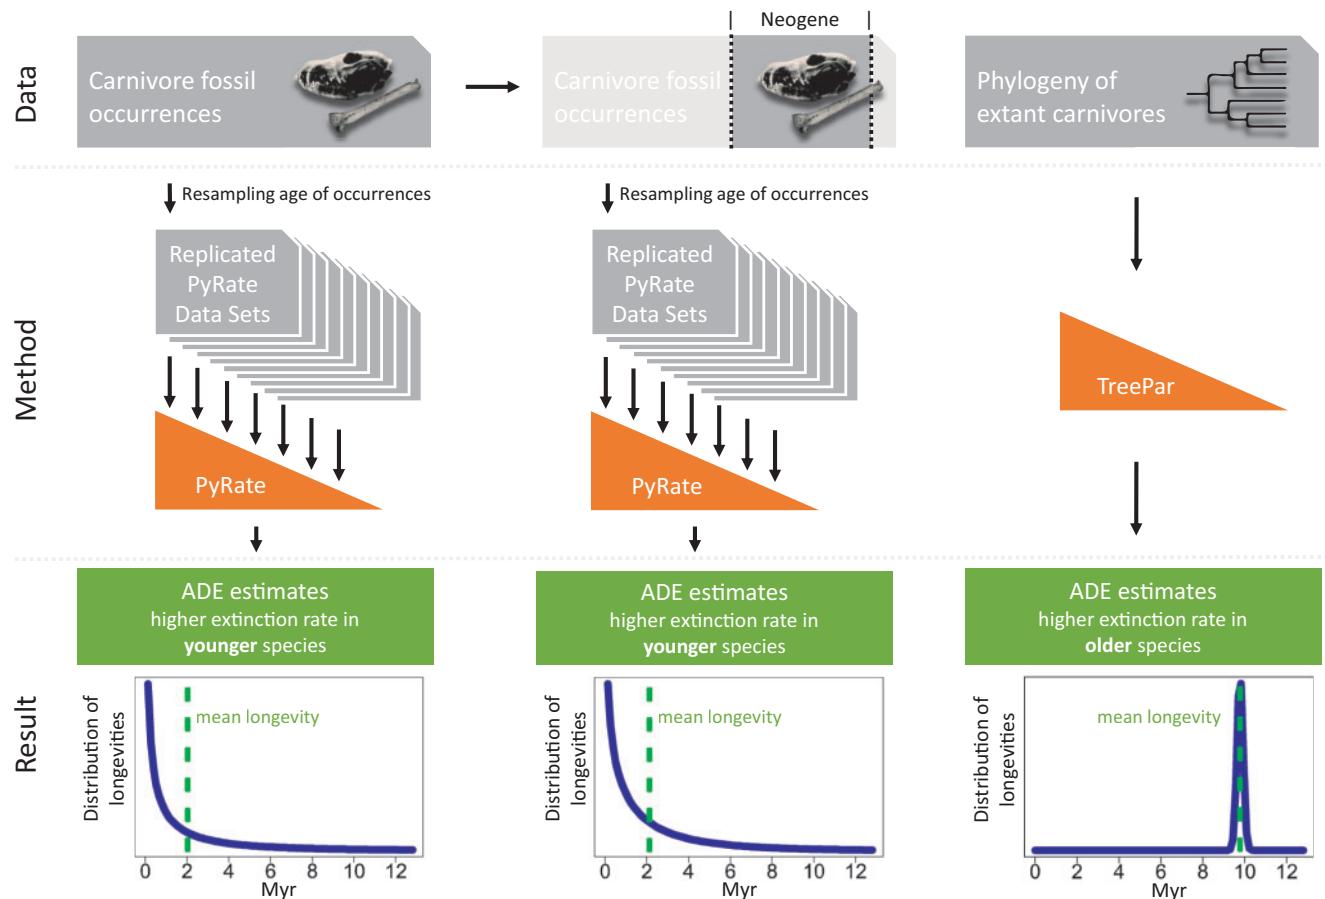 Data
Carnivore fossil
occurrences
| Neogene |
Carnivore fossil
occurrences
Phylogeny of
extant carnivores
Method
Resampling age of occurrences
Replicated
PyRate
Data Sets
PyRate
Resampling age of occurrences
Replicated
PyRate
Data Sets
PyRate
TreePar
Result
ADE estimates
higher extinction rate in
younger species
Distribution of
longevities
mean longevity
0 2 4 6 8 10 12
Myr
ADE estimates
higher extinction rate in
younger species
Distribution of
longevities
mean longevity
0 2 4 6 8 10 12
Myr
ADE estimates
higher extinction rate in
older species
Distribution of
longevities
mean longevity
0 2 4 6 8 10 12
Myr